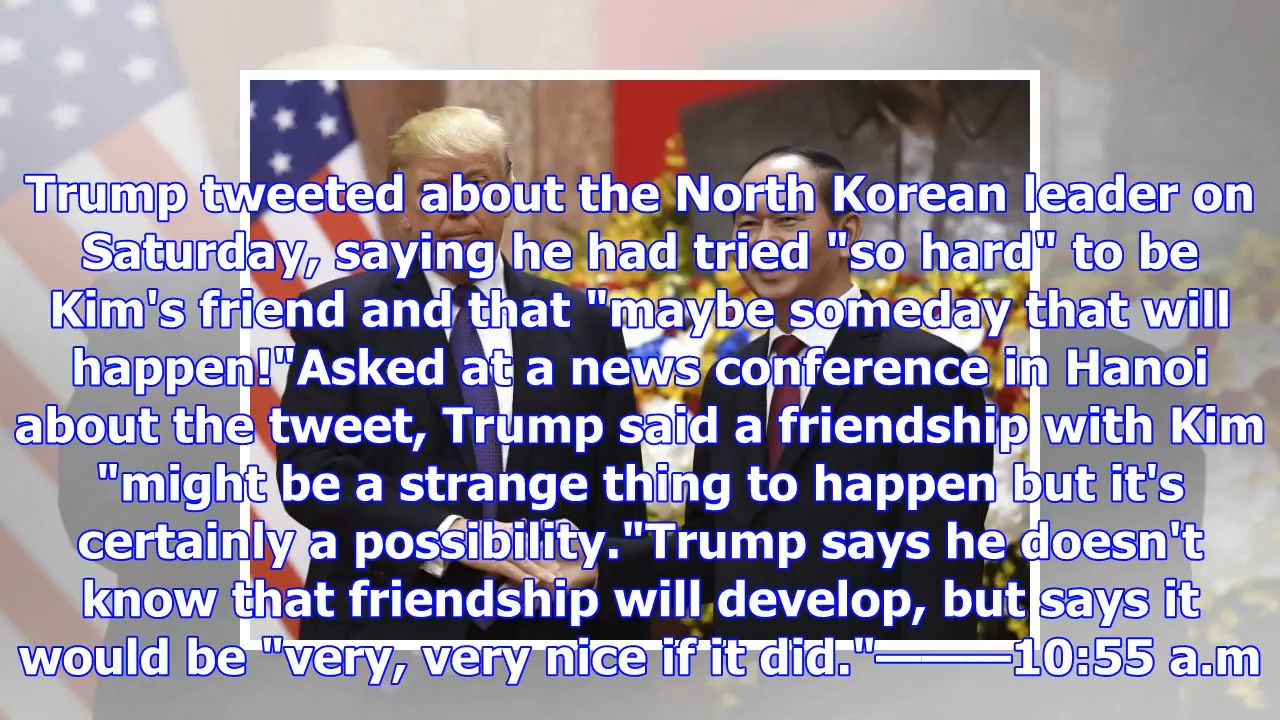 Trump tweeted about the North Korean leader on
Saturday, saying he had tried "so hard" to be
Kim's friend and that "maybe someday that will
happen!"Asked at a news conference in Hanoi
about the tweet, Trump said a friendship with Kim
"might be a strange thing to happen but it's
certainly a possibility."Trump says he doesn't
know that friendship will develop, but says it
would be "very, very nice if it did."———10:55 a.m